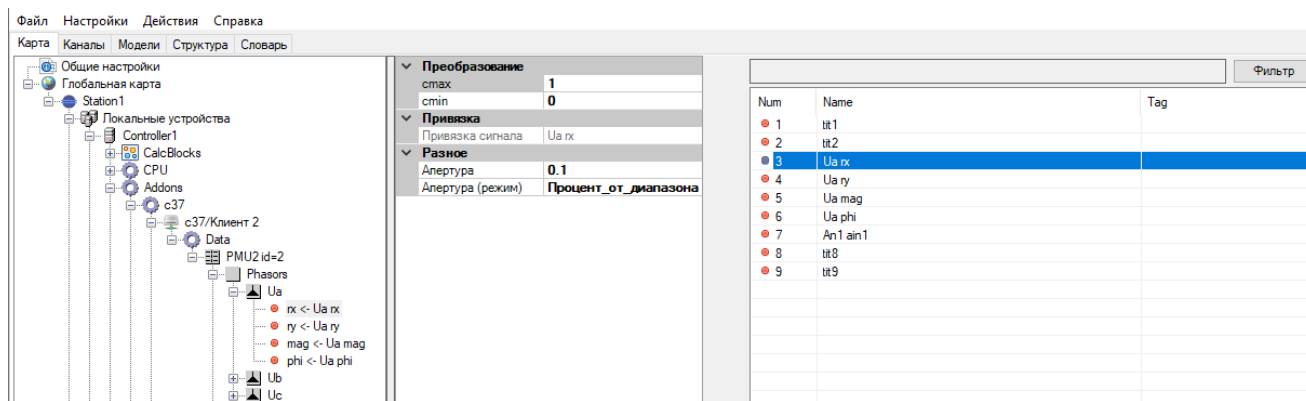 Файл Настройки Действия Справка
Карта Каналы Модели Структура Словарь
Общие настройки
Глобальная карта
Station1
Локальные устройства
Controller1
CalcBlocks
CPU
Addons
c37
c37/Клиент 2
Data
PMU2 id=2
Phasors
Ua
rx <- Ua rx
ry <- Ua ry
mag <- Ua mag
phi <- Ua phi
Ub
Uc
Преобразование
cmax 1
cmin 0
Привязка
Привязка сигнала Ua rx
Разное
Апертура 0.1
Апертура (режим) Процент_от_диапазона
Фильтр
Num Name Tag
1 tit1
2 tit2
3 Ua rx
4 Ua ry
5 Ua mag
6 Ua phi
7 An1 ain1
8 tit8
9 tit9